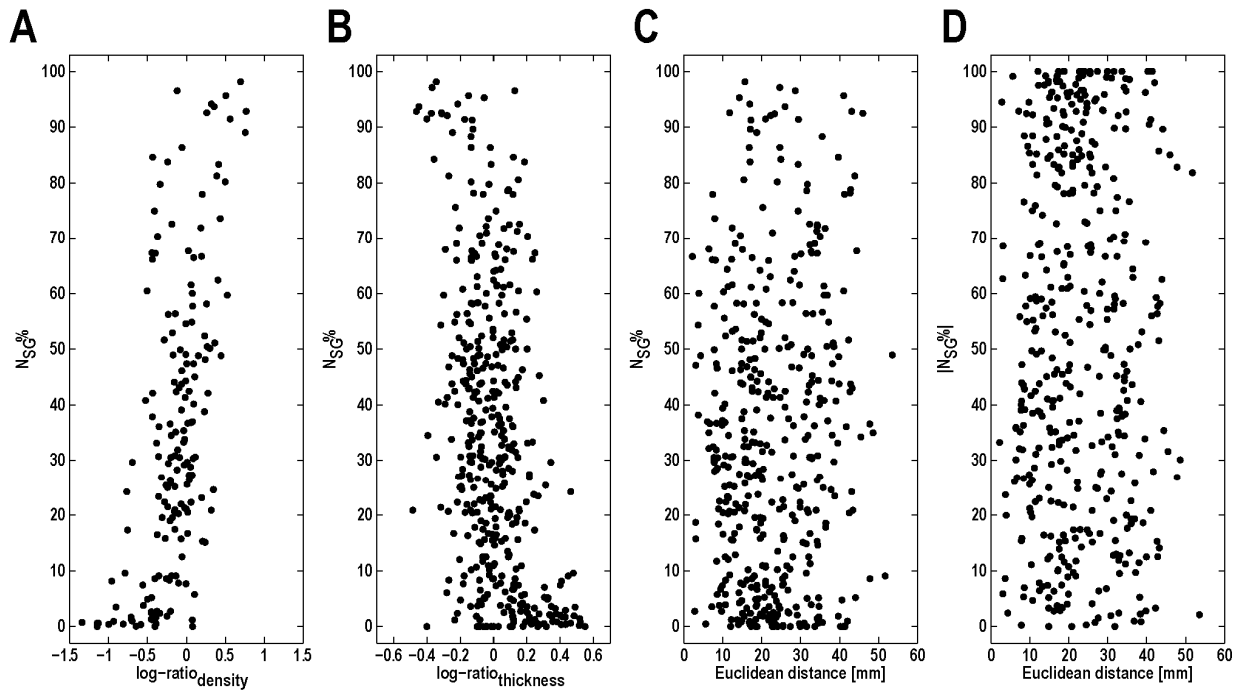 A
B
C
D
N_SG%
100
90
80
70
60
50
40
30
20
10
0
−1.5 −1 −0.5 0 0.5 1 1.5
log−ratio_density
N_SG%
100
90
80
70
60
50
40
30
20
10
0
−0.6 −0.4 −0.2 0 0.2 0.4 0.6
log−ratio_thickness
N_SG%
100
90
80
70
60
50
40
30
20
10
0
0 10 20 30 40 50 60
Euclidean distance [mm]
|N_SG%|
100
90
80
70
60
50
40
30
20
10
0
0 10 20 30 40 50 60
Euclidean distance [mm]